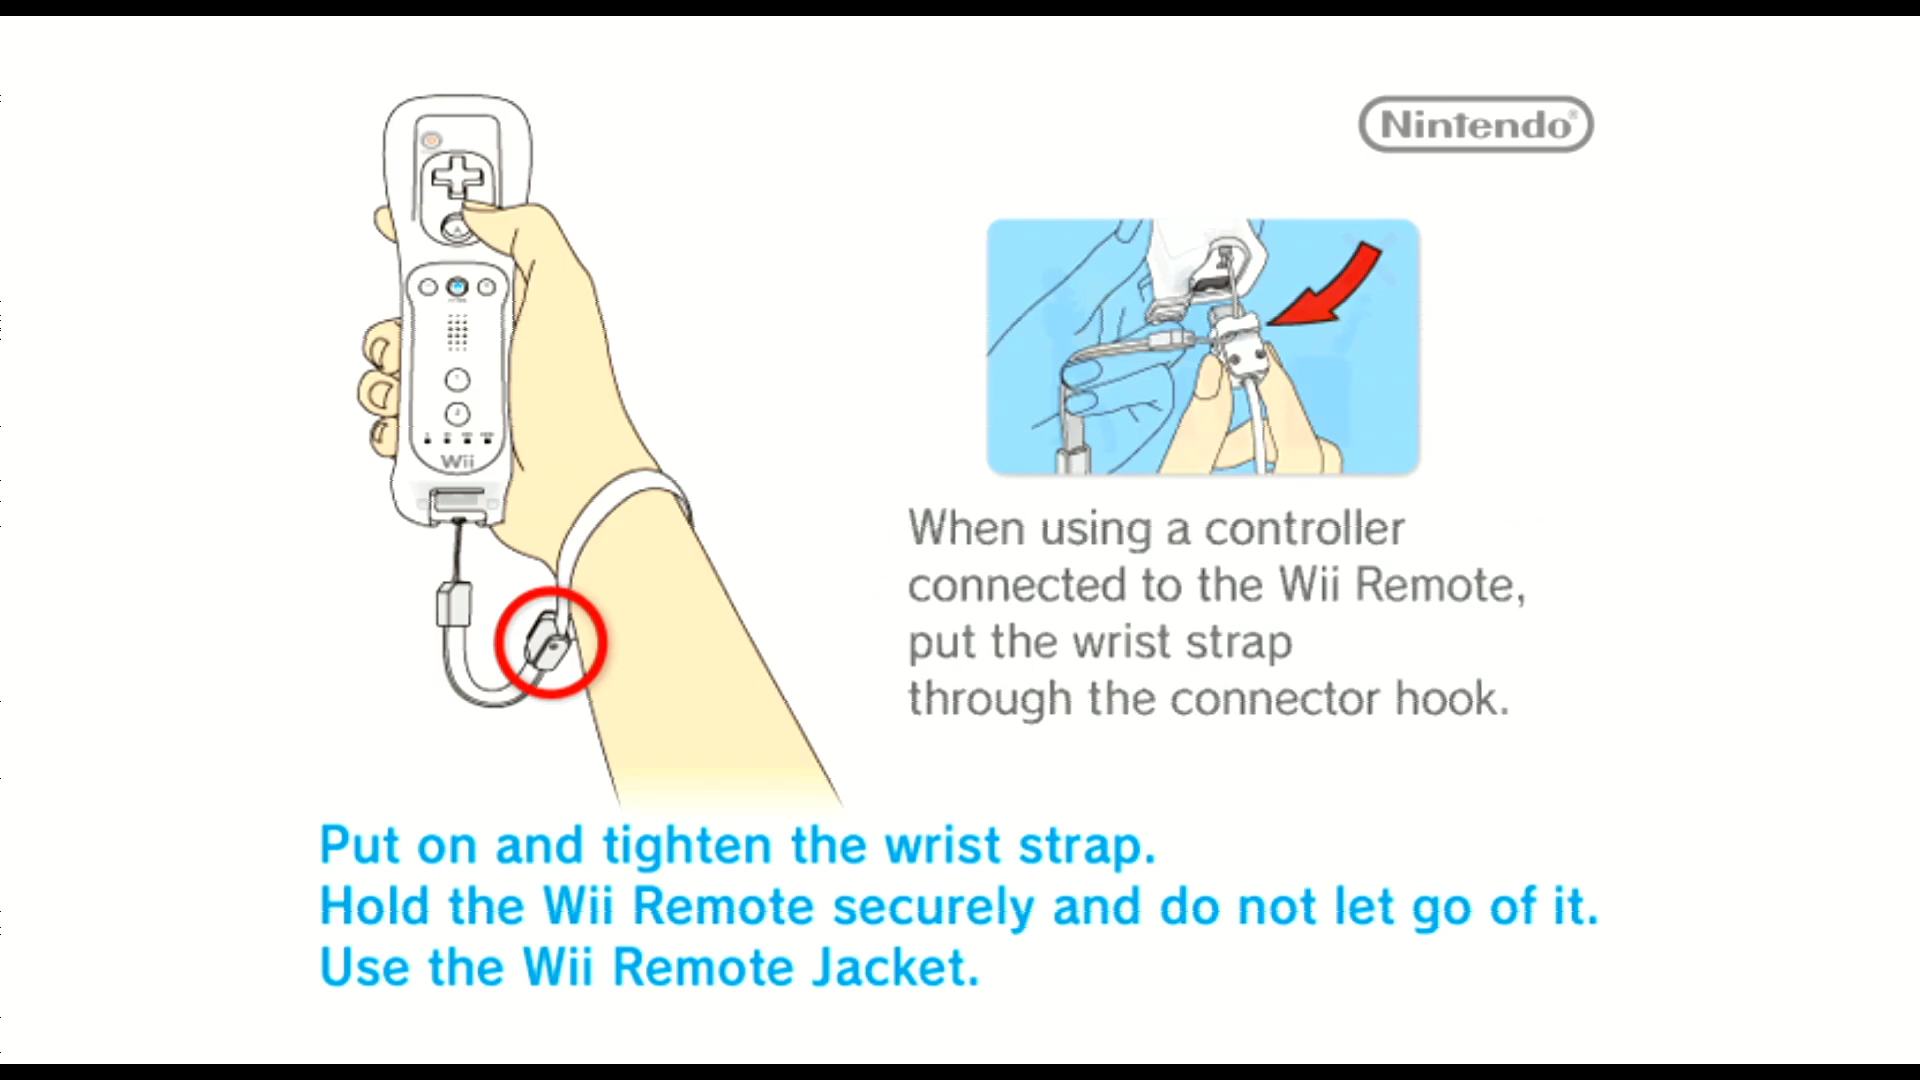 Nintendo®
Wii
When using a controller
connected to the Wii Remote,
put the wrist strap
through the connector hook.
Put on and tighten the wrist strap.
Hold the Wii Remote securely and do not let go of it.
Use the Wii Remote Jacket.